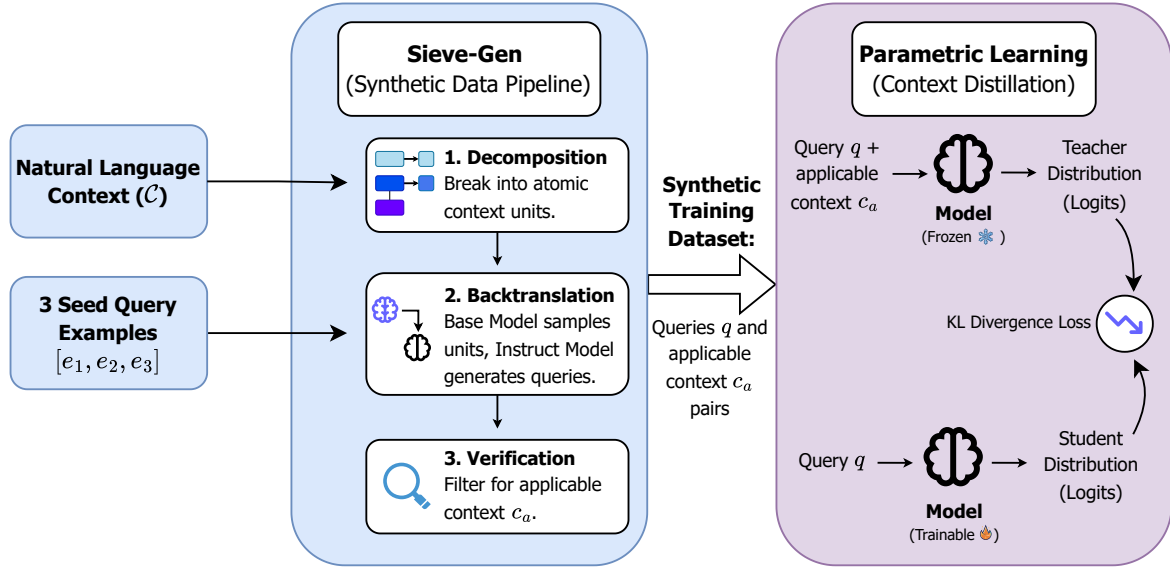 Natural Language
Context (𝒞)
3 Seed Query
Examples
[e₁, e₂, e₃]
Sieve-Gen
(Synthetic Data Pipeline)
1. Decomposition
Break into atomic
context units.
2. Backtranslation
Base Model samples
units, Instruct Model
generates queries.
3. Verification
Filter for applicable
context cₐ.
Synthetic
Training
Dataset:
Queries q and
applicable
context cₐ
pairs
Parametric Learning
(Context Distillation)
Query q +
applicable
context cₐ
Model
(Frozen )
Teacher
Distribution
(Logits)
KL Divergence Loss
Query q
Model
(Trainable )
Student
Distribution
(Logits)